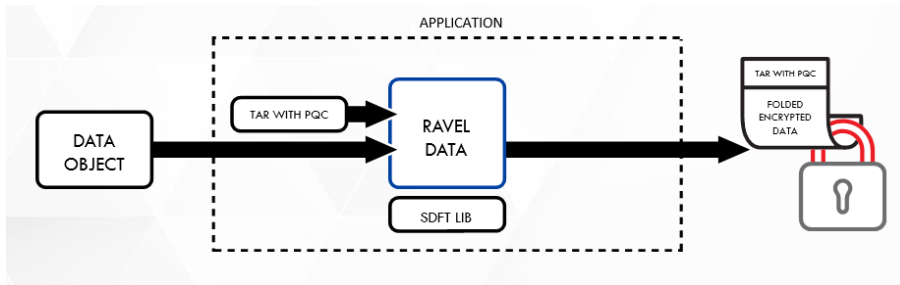 APPLICATION
DATA
OBJECT
TAR WITH PQC
RAVEL
DATA
SDFT LIB
TAR WITH PQC
FOLDED
ENCRYPTED
DATA